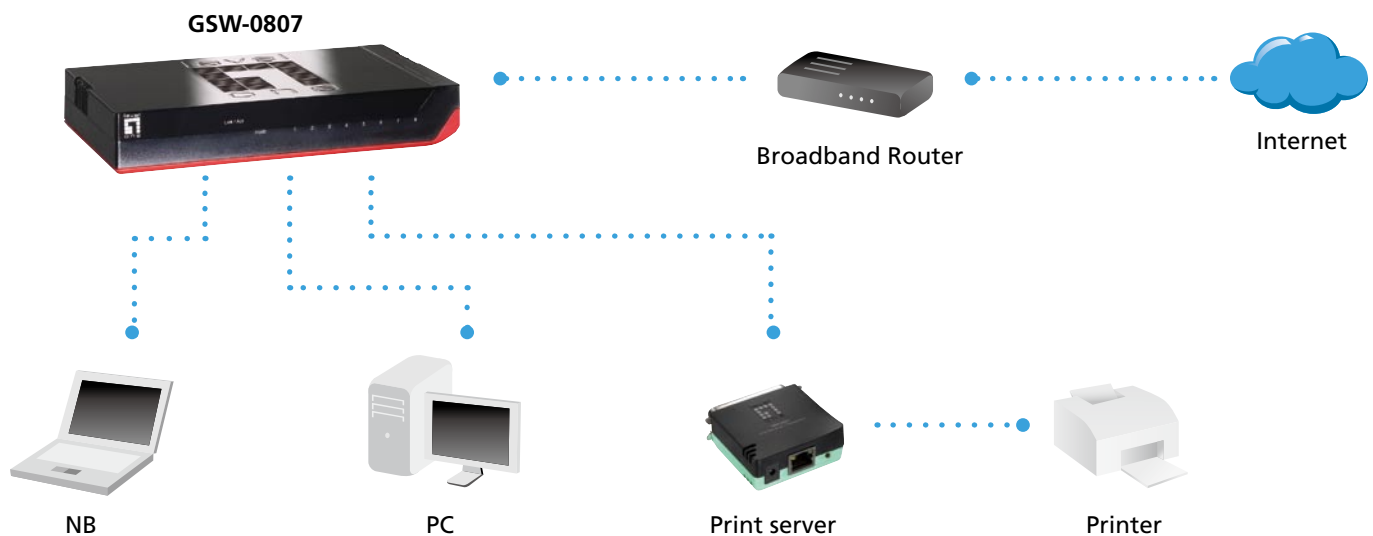 GSW-0807
Broadband Router
Internet
NB
PC
Print server
Printer